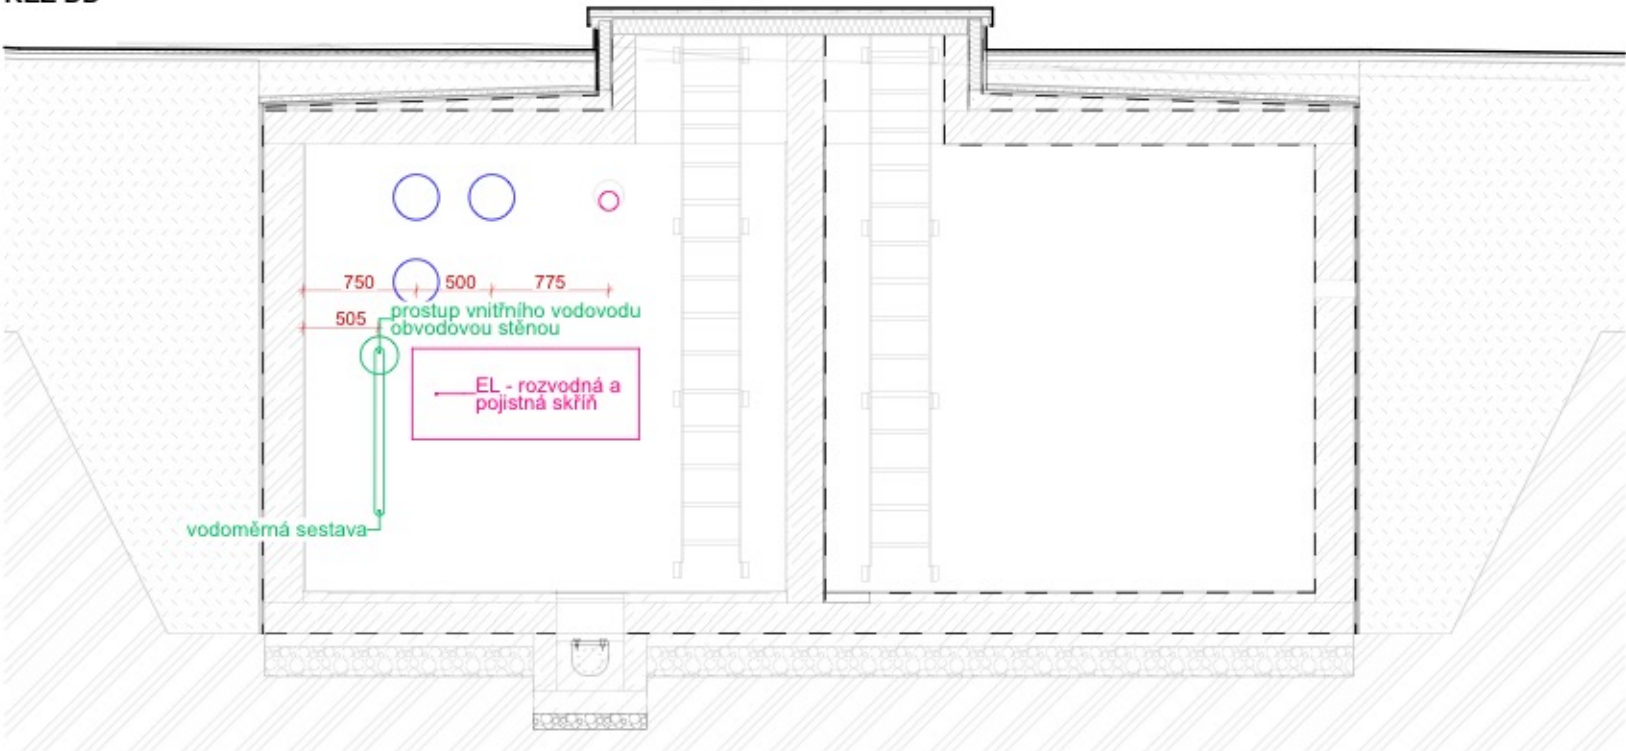 750
500
775
505
prostup vnitřního vodovodu
obvodovou stěnou
EL - rozvodná a
pojistná skříň
vodoměrná sestava